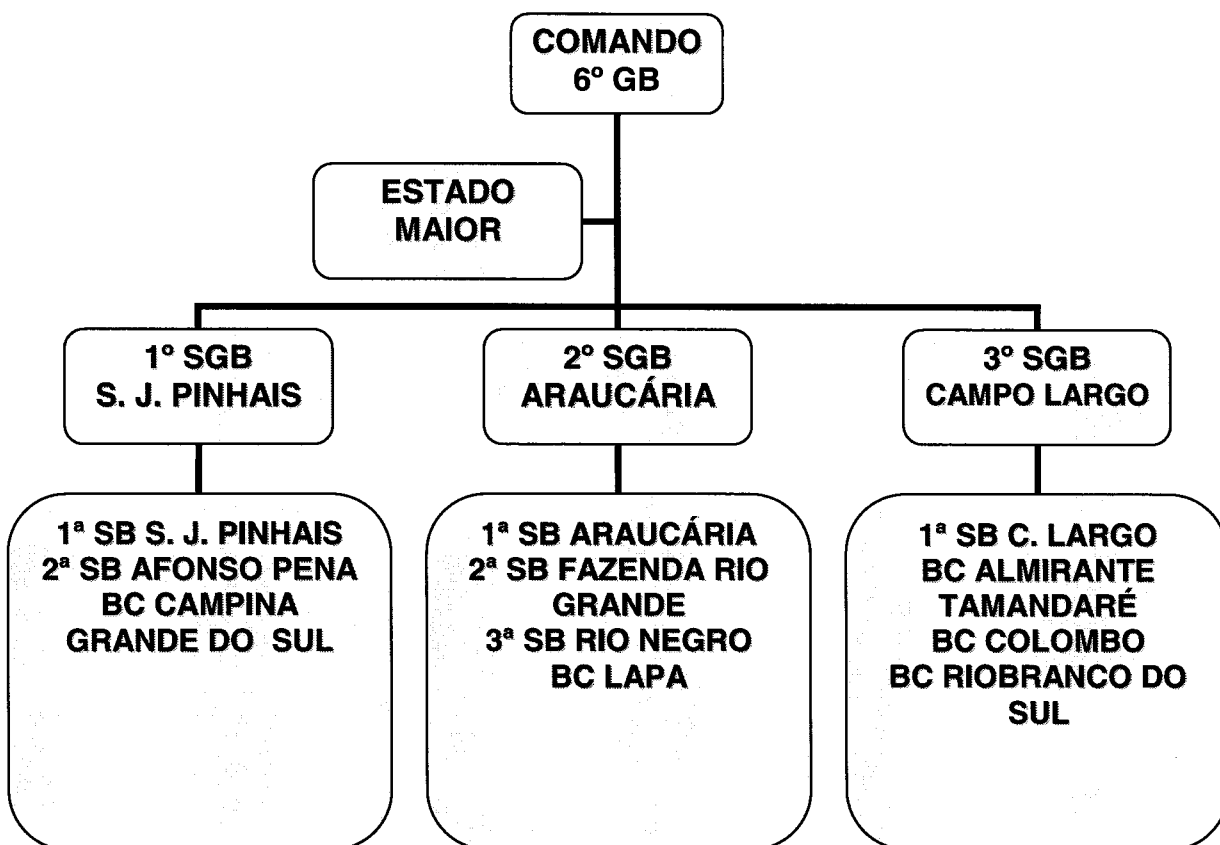 COMANDO
6º GB
ESTADO
MAIOR
1º SGB
S. J. PINHAIS
2º SGB
ARAUCÁRIA
3º SGB
CAMPO LARGO
1ª SB S. J. PINHAIS
2ª SB AFONSO PENA
BC CAMPINA
GRANDE DO SUL
1ª SB ARAUCÁRIA
2ª SB FAZENDA RIO
GRANDE
3ª SB RIO NEGRO
BC LAPA
1ª SB C. LARGO
BC ALMIRANTE
TAMANDARÉ
BC COLOMBO
BC RIOBRANCO DO
SUL